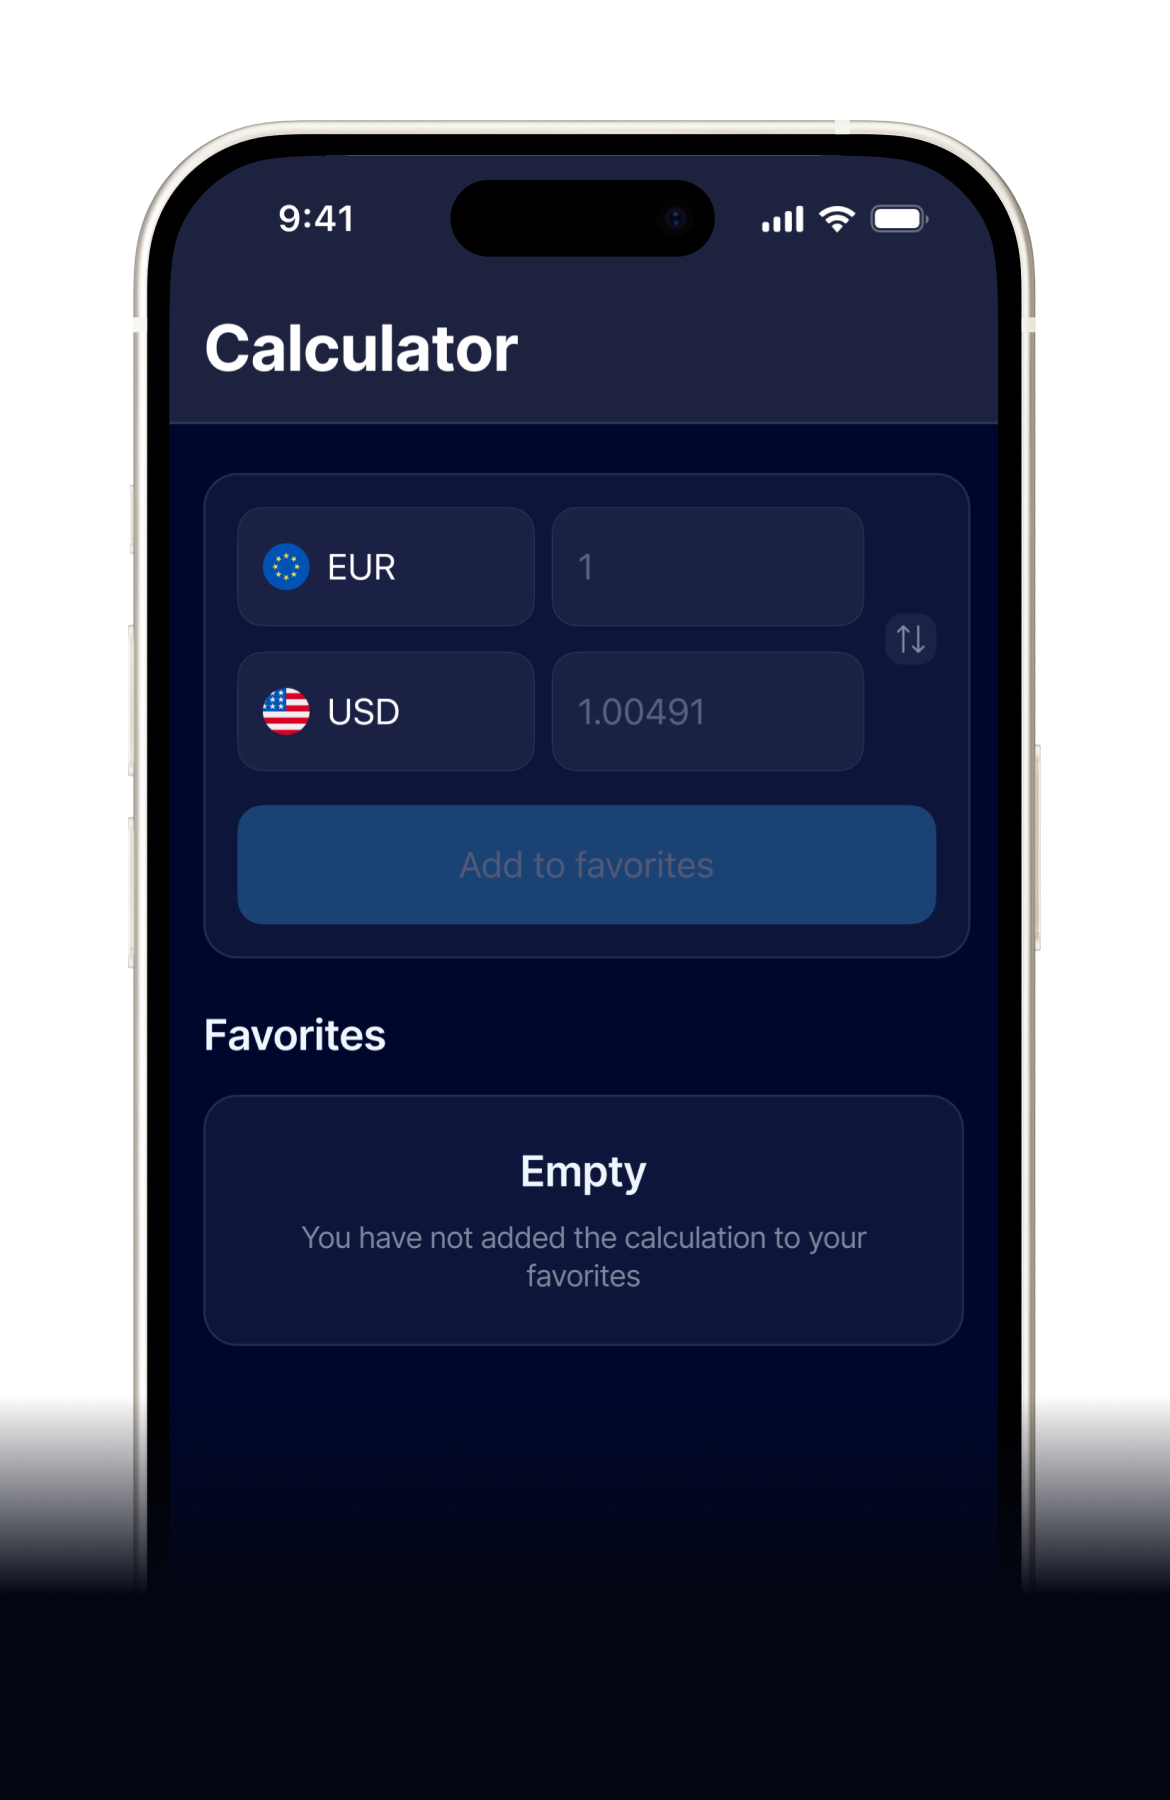 9:41
Calculator
EUR
1
USD
1.00491
Add to favorites
Favorites
Empty
You have not added the calculation to your
favorites